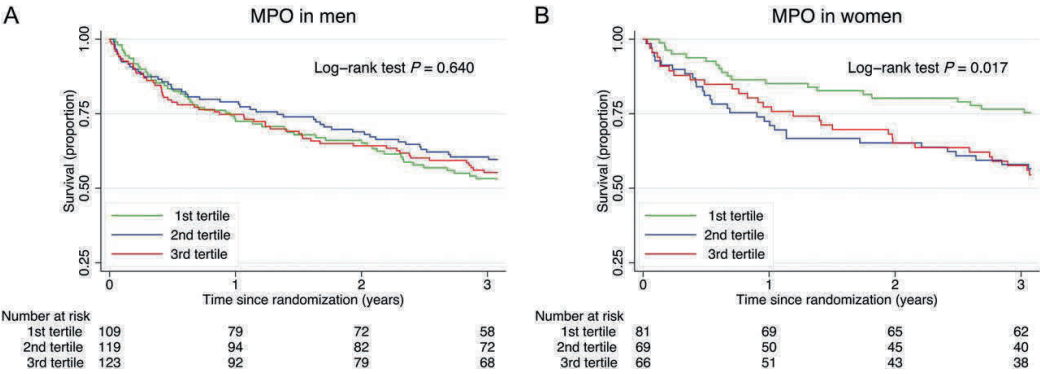 A
MPO in men
Log-rank test P = 0.640
1.00
0.75
0.50
0.25
Survival (proportion)
1st tertile
2nd tertile
3rd tertile
0 1 2 3
Time since randomization (years)
Number at risk
1st tertile 109 79 72 58
2nd tertile 119 94 82 72
3rd tertile 123 92 79 68
B
MPO in women
Log-rank test P = 0.017
1.00
0.75
0.50
0.25
Survival (proportion)
1st tertile
2nd tertile
3rd tertile
0 1 2 3
Time since randomization (years)
Number at risk
1st tertile 81 69 65 62
2nd tertile 69 50 45 40
3rd tertile 66 51 43 38